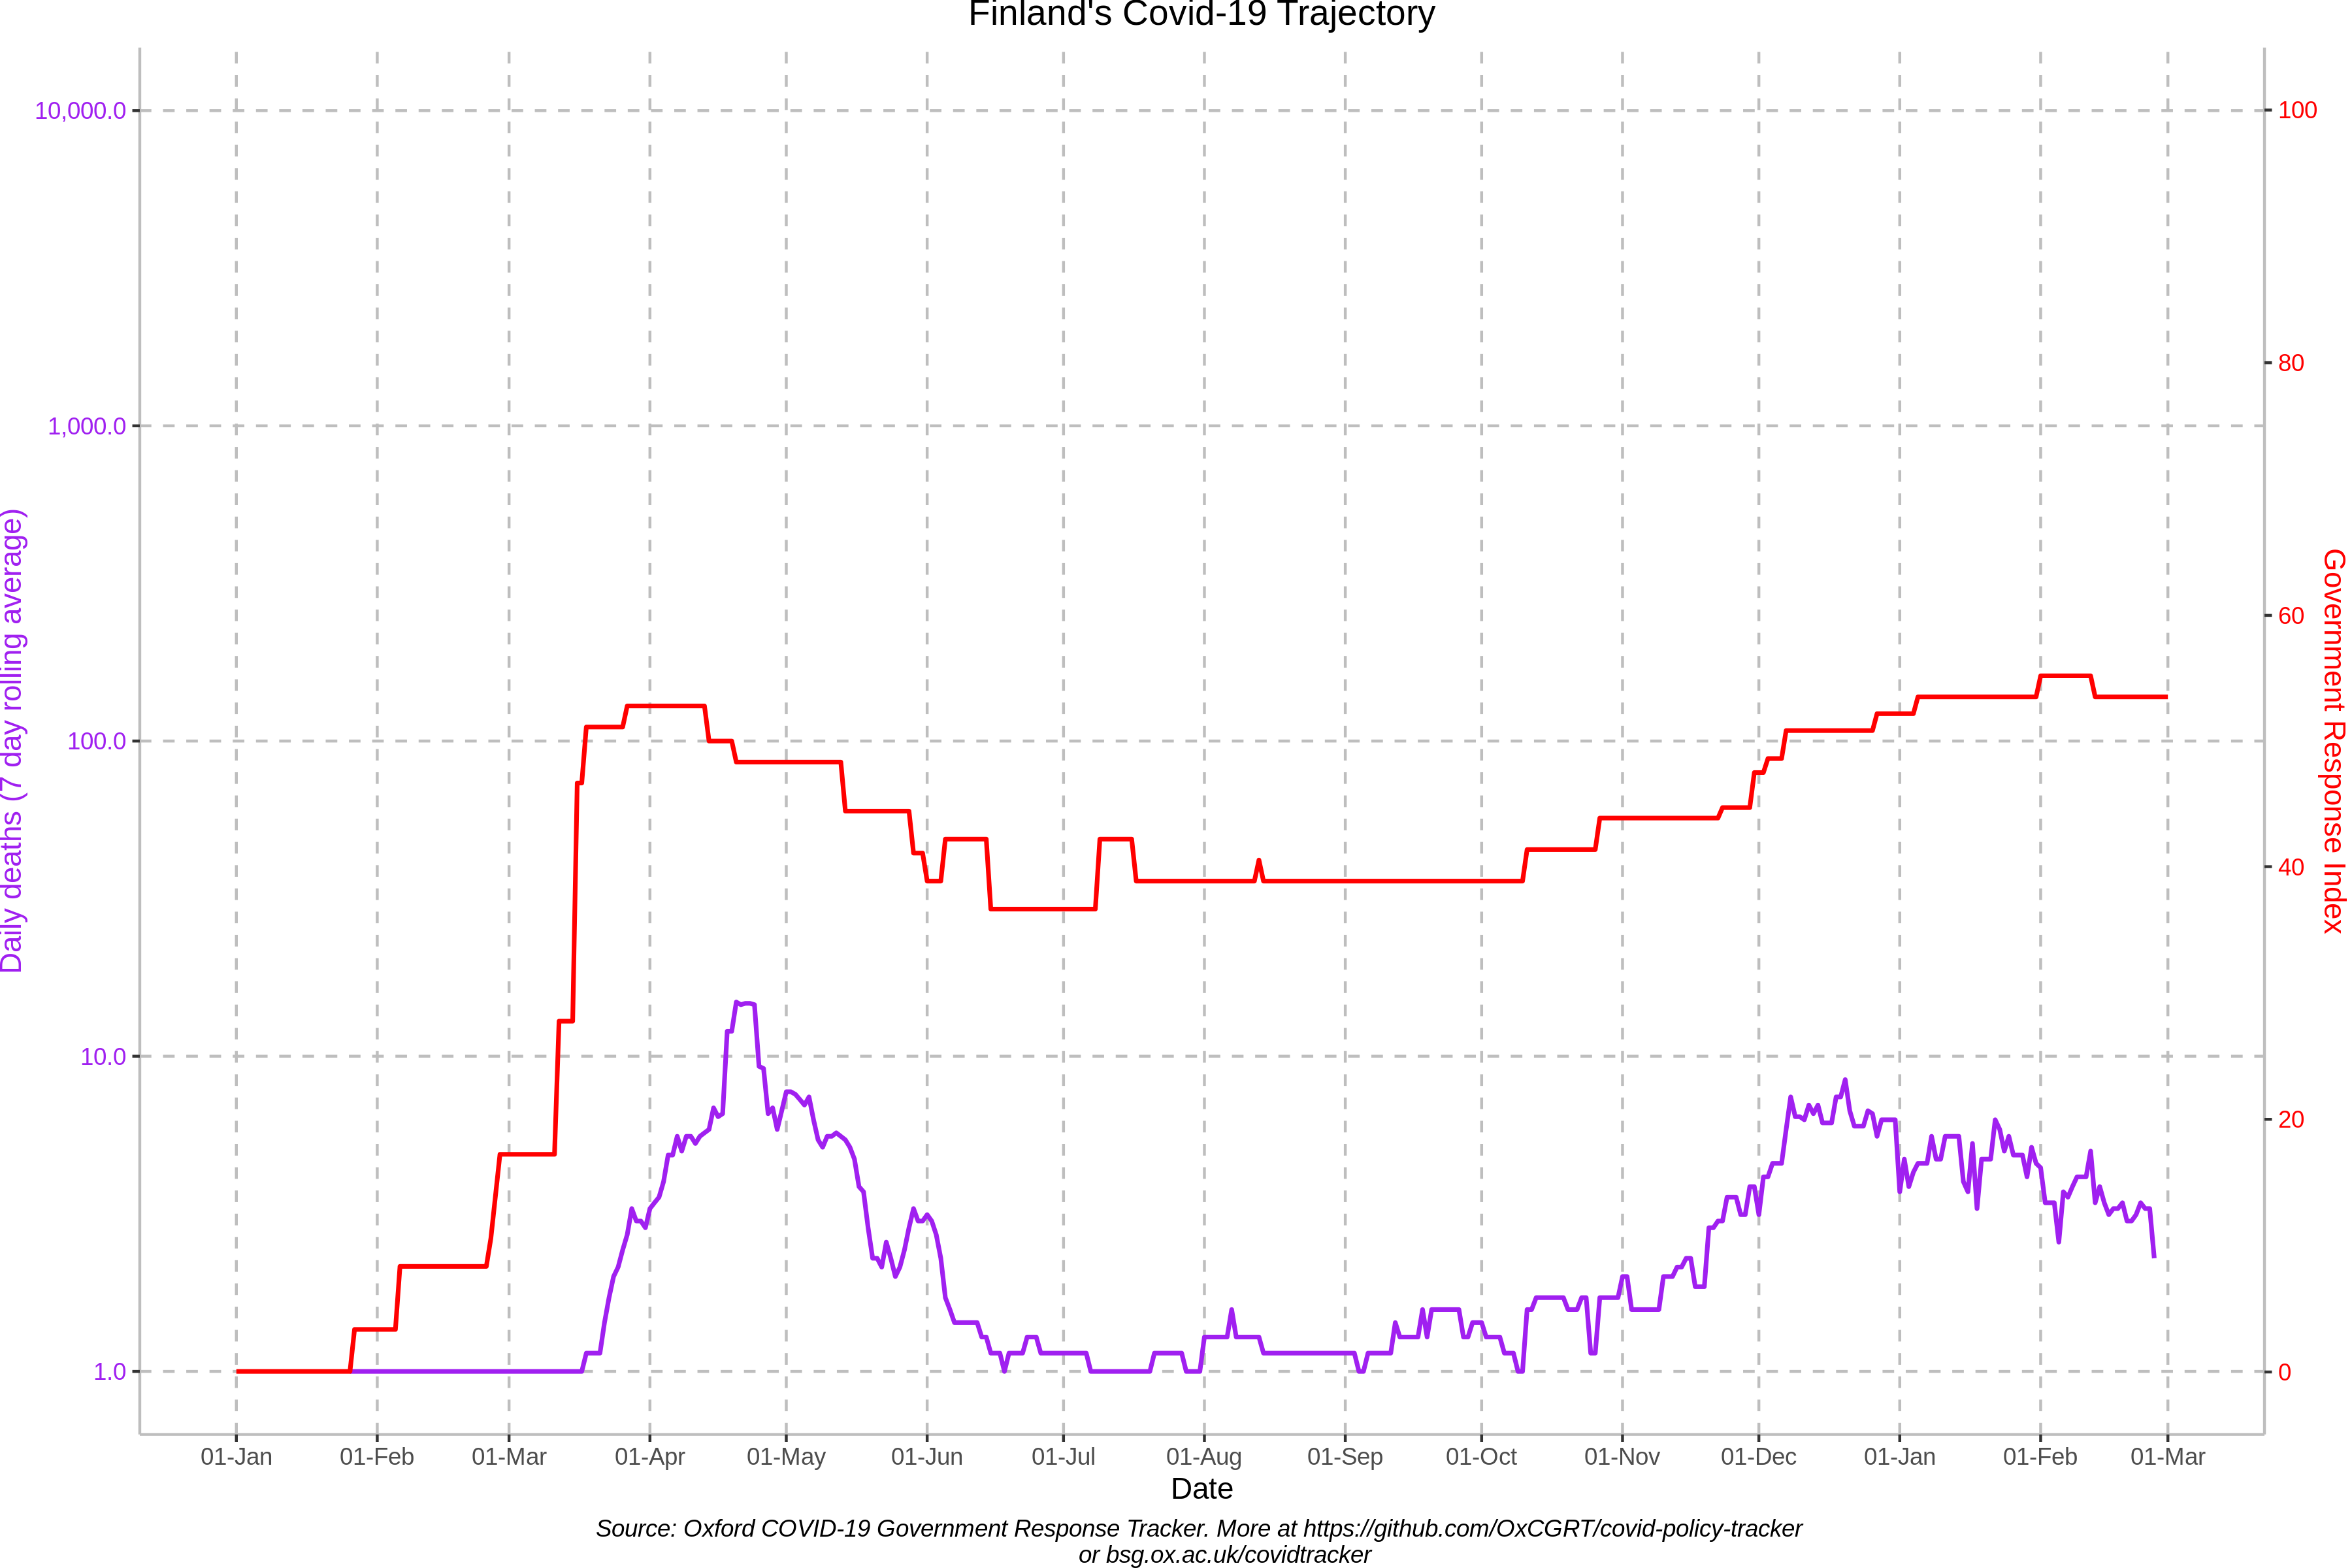 Finland's Covid-19 Trajectory
10,000.0
1,000.0
100.0
10.0
1.0
Daily deaths (7 day rolling average)
100
80
60
40
20
0
Government Response Index
01-Jan
01-Feb
01-Mar
01-Apr
01-May
01-Jun
01-Jul
01-Aug
01-Sep
01-Oct
01-Nov
01-Dec
01-Jan
01-Feb
01-Mar
Date
Source: Oxford COVID-19 Government Response Tracker. More at https://github.com/OxCGRT/covid-policy-tracker
or bsg.ox.ac.uk/covidtracker